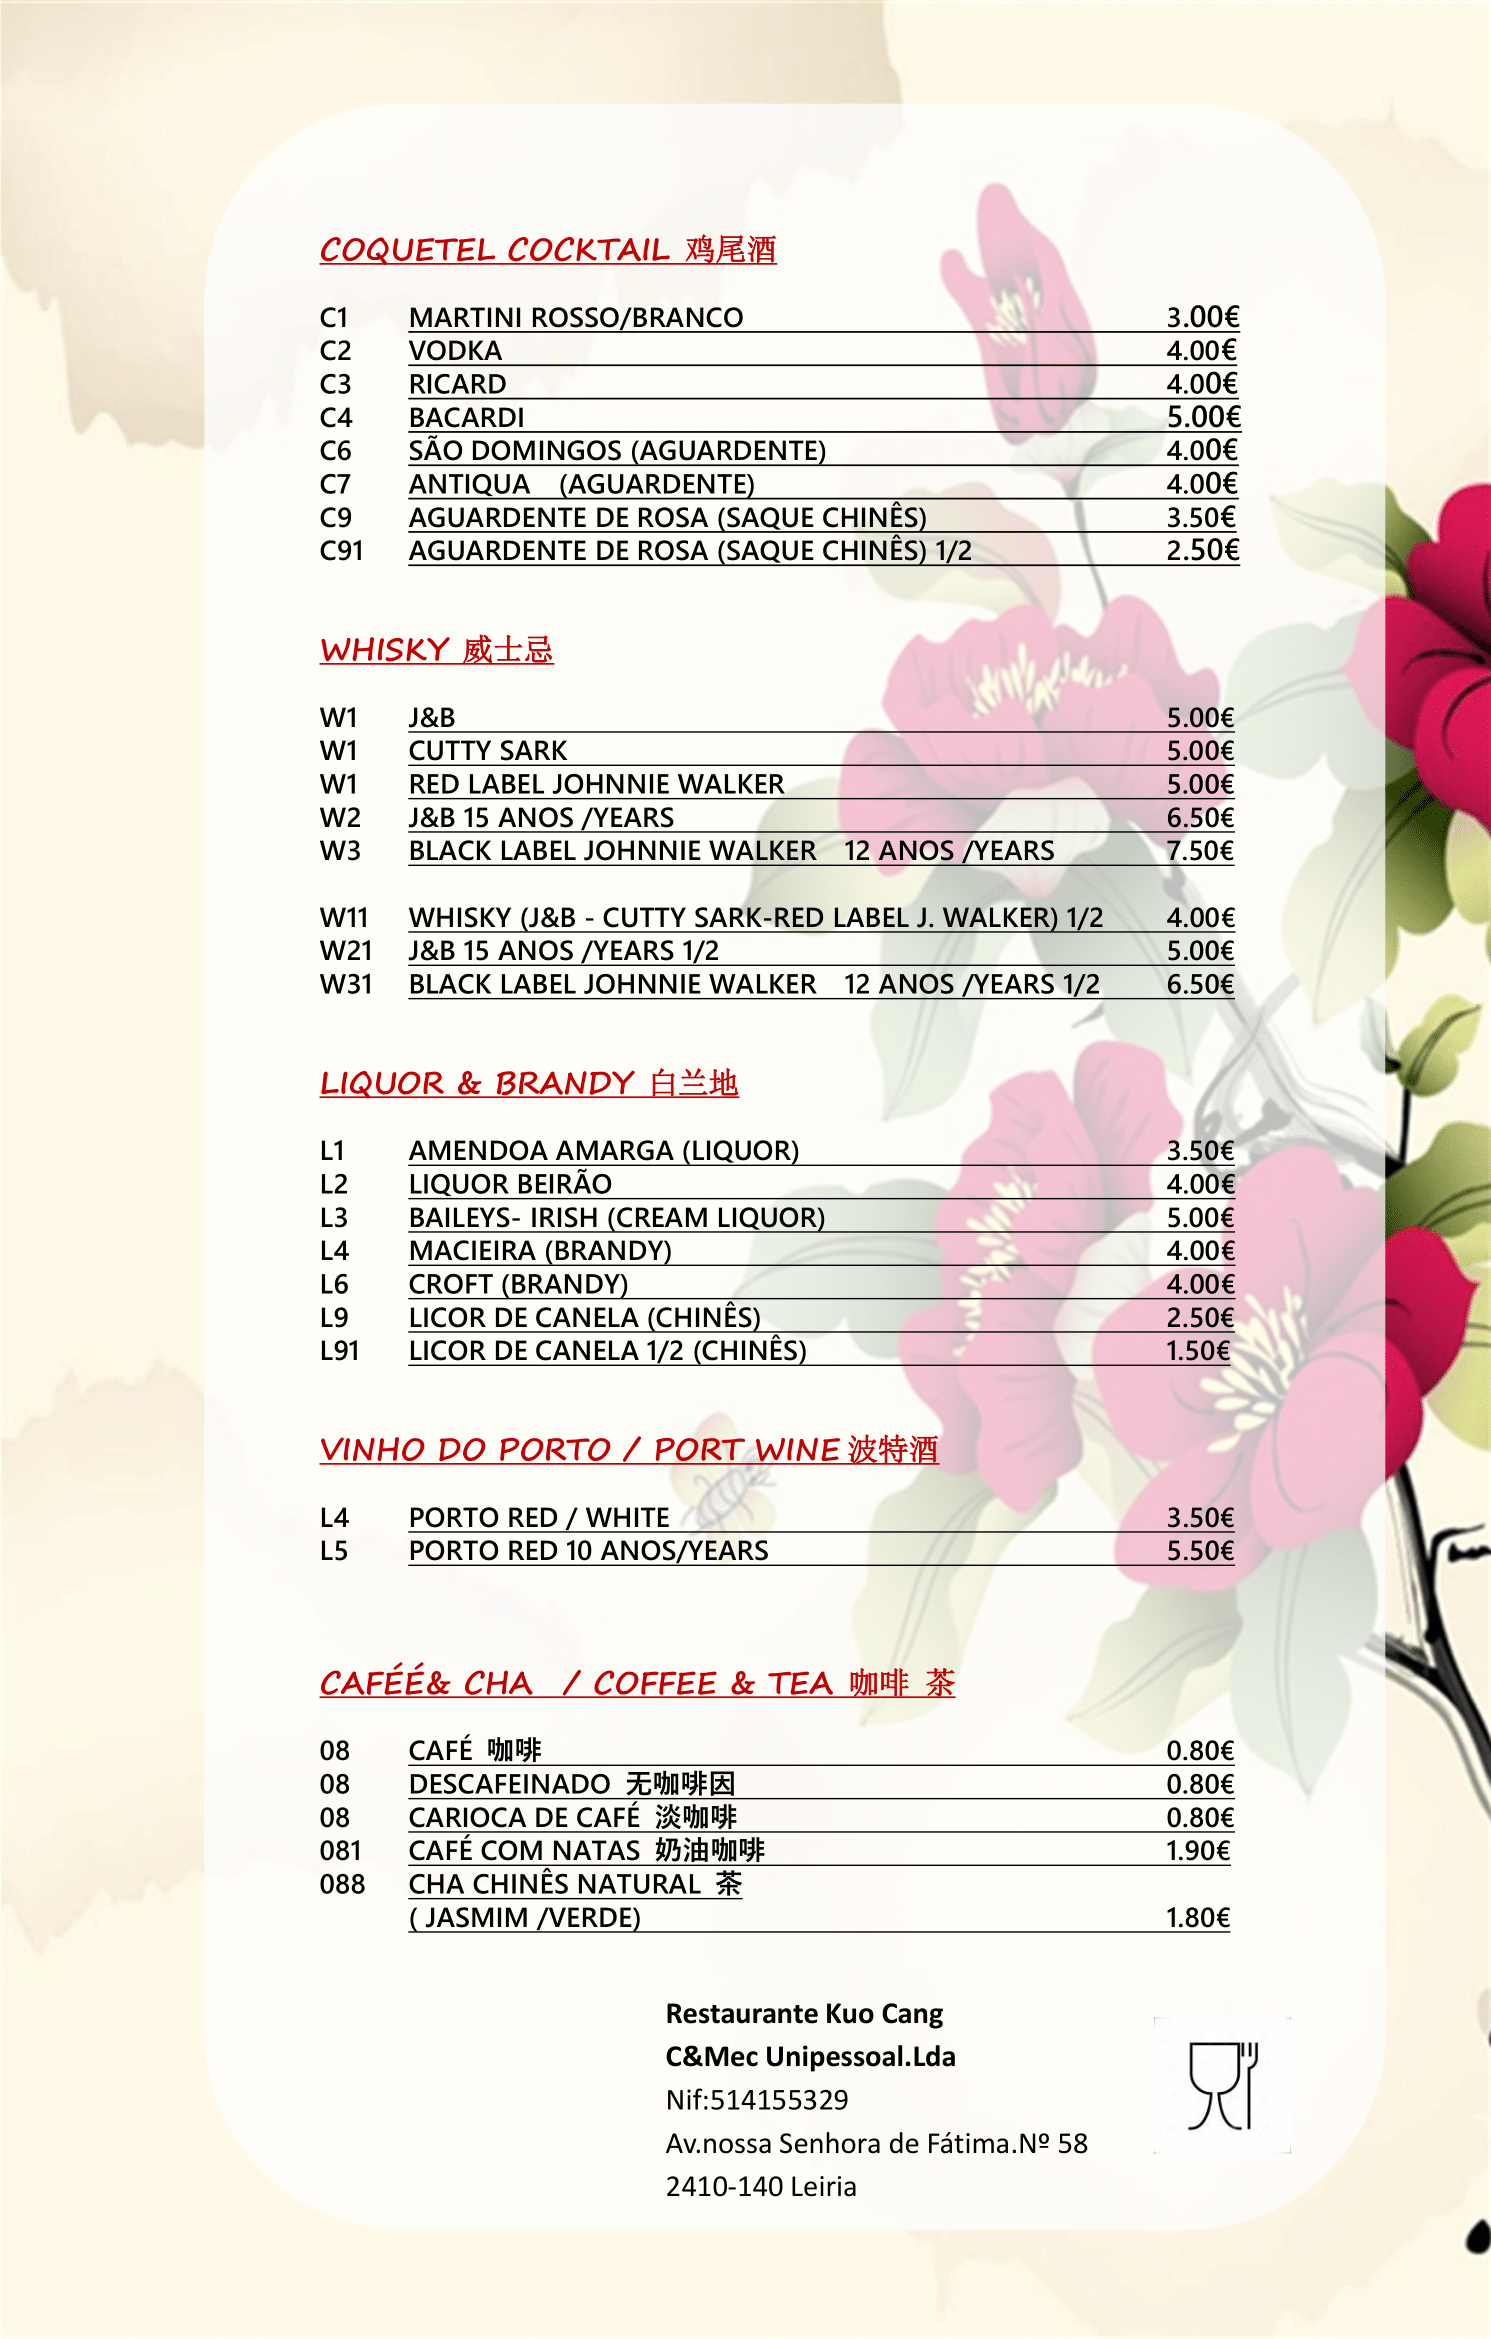 COQUETEL COCKTAIL 鸡尾酒
C1 MARTINI ROSSO/BRANCO 3.00€
C2 VODKA 4.00€
C3 RICARD 4.00€
C4 BACARDI 5.00€
C6 SÃO DOMINGOS (AGUARDENTE) 4.00€
C7 ANTIQUA (AGUARDENTE) 4.00€
C9 AGUARDENTE DE ROSA (SAQUE CHINÊS) 3.50€
C91 AGUARDENTE DE ROSA (SAQUE CHINÊS) 1/2 2.50€
WHISKY 威士忌
W1 J&B 5.00€
W1 CUTTY SARK 5.00€
W1 RED LABEL JOHNNIE WALKER 5.00€
W2 J&B 15 ANOS /YEARS 6.50€
W3 BLACK LABEL JOHNNIE WALKER 12 ANOS /YEARS 7.50€
W11 WHISKY (J&B - CUTTY SARK-RED LABEL J. WALKER) 1/2 4.00€
W21 J&B 15 ANOS /YEARS 1/2 5.00€
W31 BLACK LABEL JOHNNIE WALKER 12 ANOS /YEARS 1/2 6.50€
LIQUOR & BRANDY 白兰地
L1 AMENDOA AMARGA (LIQUOR) 3.50€
L2 LIQUOR BEIRÃO 4.00€
L3 BAILEYS- IRISH (CREAM LIQUOR) 5.00€
L4 MACIEIRA (BRANDY) 4.00€
L6 CROFT (BRANDY) 4.00€
L9 LICOR DE CANELA (CHINÊS) 2.50€
L91 LICOR DE CANELA 1/2 (CHINÊS) 1.50€
VINHO DO PORTO / PORT WINE 波特酒
L4 PORTO RED / WHITE 3.50€
L5 PORTO RED 10 ANOS/YEARS 5.50€
CAFÉÉ& CHA / COFFEE & TEA 咖啡 茶
08 CAFÉ 咖啡 0.80€
08 DESCAFEINADO 无咖啡因 0.80€
08 CARIOCA DE CAFÉ 淡咖啡 0.80€
081 CAFÉ COM NATAS 奶油咖啡 1.90€
088 CHA CHINÊS NATURAL 茶
( JASMIM /VERDE) 1.80€
Restaurante Kuo Cang
C&Mec Unipessoal.Lda
Nif:514155329
Av.nossa Senhora de Fátima.Nº 58
2410-140 Leiria